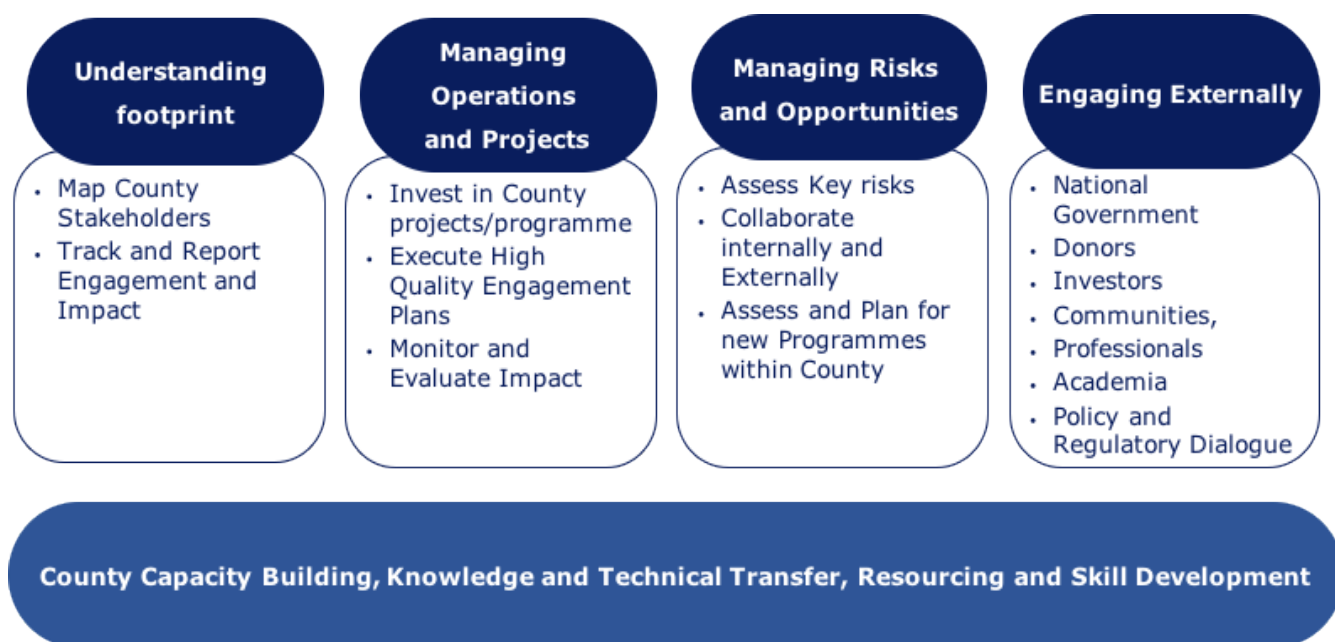 Understanding
footprint
• Map County
Stakeholders
• Track and Report
Engagement and
Impact
Managing
Operations
and Projects
• Invest in County
projects/programme
• Execute High
Quality Engagement
Plans
• Monitor and
Evaluate Impact
Managing Risks
and Opportunities
• Assess Key risks
• Collaborate
internally and
Externally
• Assess and Plan for
new Programmes
within County
Engaging Externally
• National
Government
• Donors
• Investors
• Communities,
• Professionals
• Academia
• Policy and
Regulatory Dialogue
County Capacity Building, Knowledge and Technical Transfer, Resourcing and Skill Development